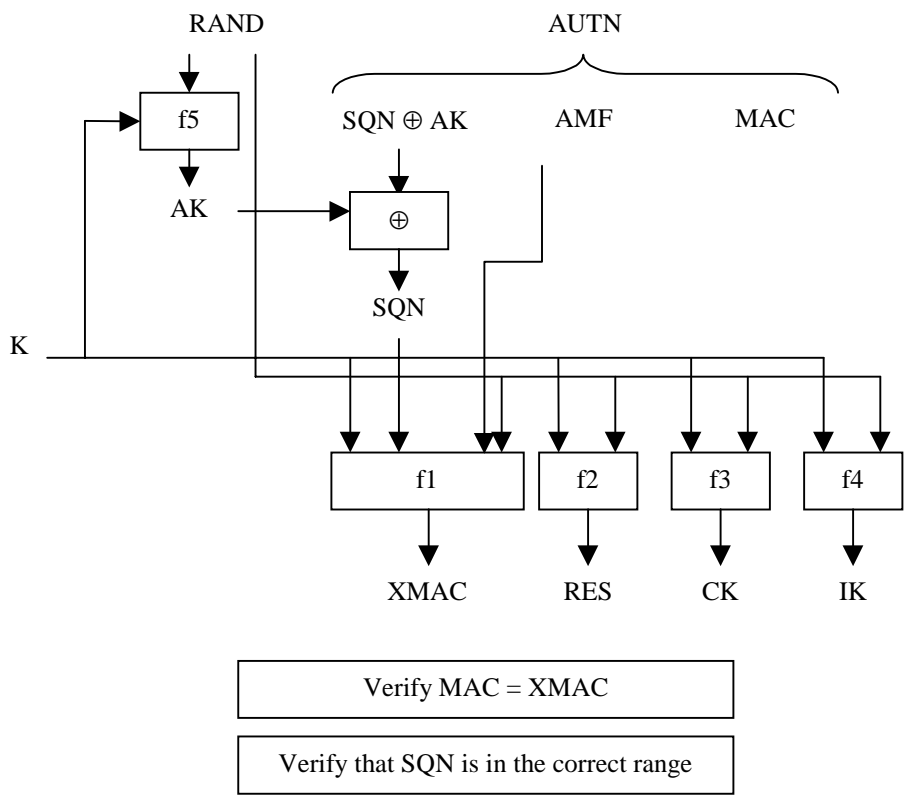 RAND AUTN
f5 SQN ⊕ AK AMF MAC
AK ⊕
SQN
K
f1 f2 f3 f4
XMAC RES CK IK
Verify MAC = XMAC
Verify that SQN is in the correct range